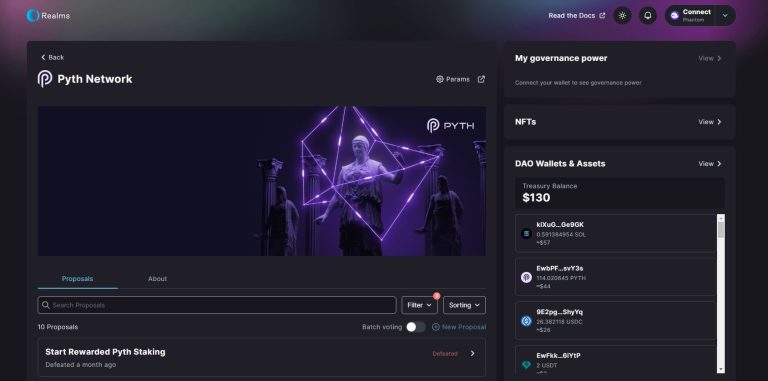 Realms
Read the Docs
Connect
Phantom
Back
Pyth Network
Params
PYTH
Proposals
About
Search Proposals
Filter
3
Sorting
10 Proposals
Batch voting
New Proposal
Start Rewarded Pyth Staking
Defeated
Defeated a month ago
My governance power
View
Connect your wallet to see governance power
NFTs
View
DAO Wallets & Assets
View
Treasury Balance
$130
kiXuG...Ge9GK
0.591384954 SOL
≈$57
EwbPF...svY3s
114.020845 PYTH
≈$44
9E2pg...ShyYq
26.382118 USDC
≈$26
EwFkk...6iYtP
2 USDT